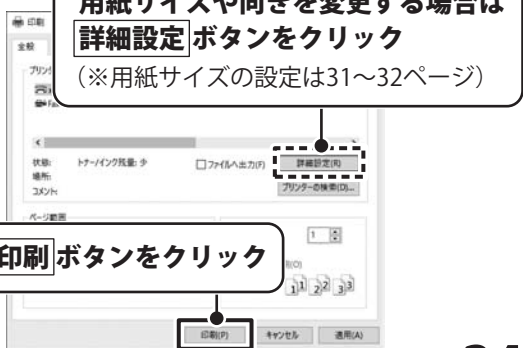 用紙サイズや向きを変更する場合は
詳細設定 ボタンをクリック
（※用紙サイズの設定は31～32ページ）
印刷
全般
状態: トナー/インク残量: 少
場所:
コメント:
ファイルへ出力(F)
詳細設定(R)
プリンターの検索(D)...
ページ範囲
1
印刷 ボタンをクリック
11 22 33
印刷(P) キャンセル 適用(A)